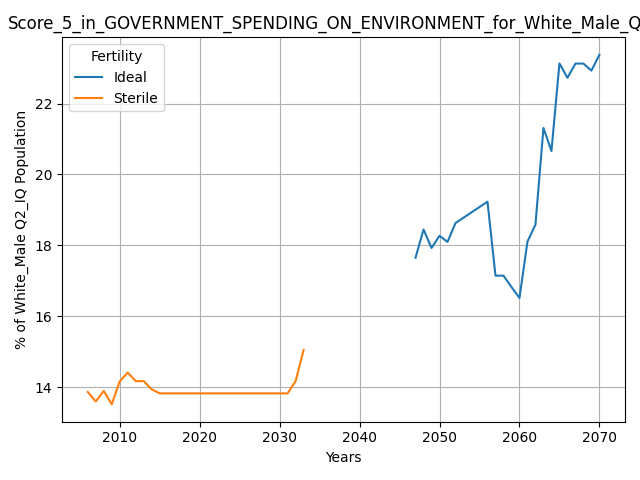 Score_5_in_GOVERNMENT_SPENDING_ON_ENVIRONMENT_for_White_Male_Q
Fertility
Ideal
Sterile
% of White_Male Q2_IQ Population
22
20
18
16
14
2010 2020 2030 2040 2050 2060 2070
Years